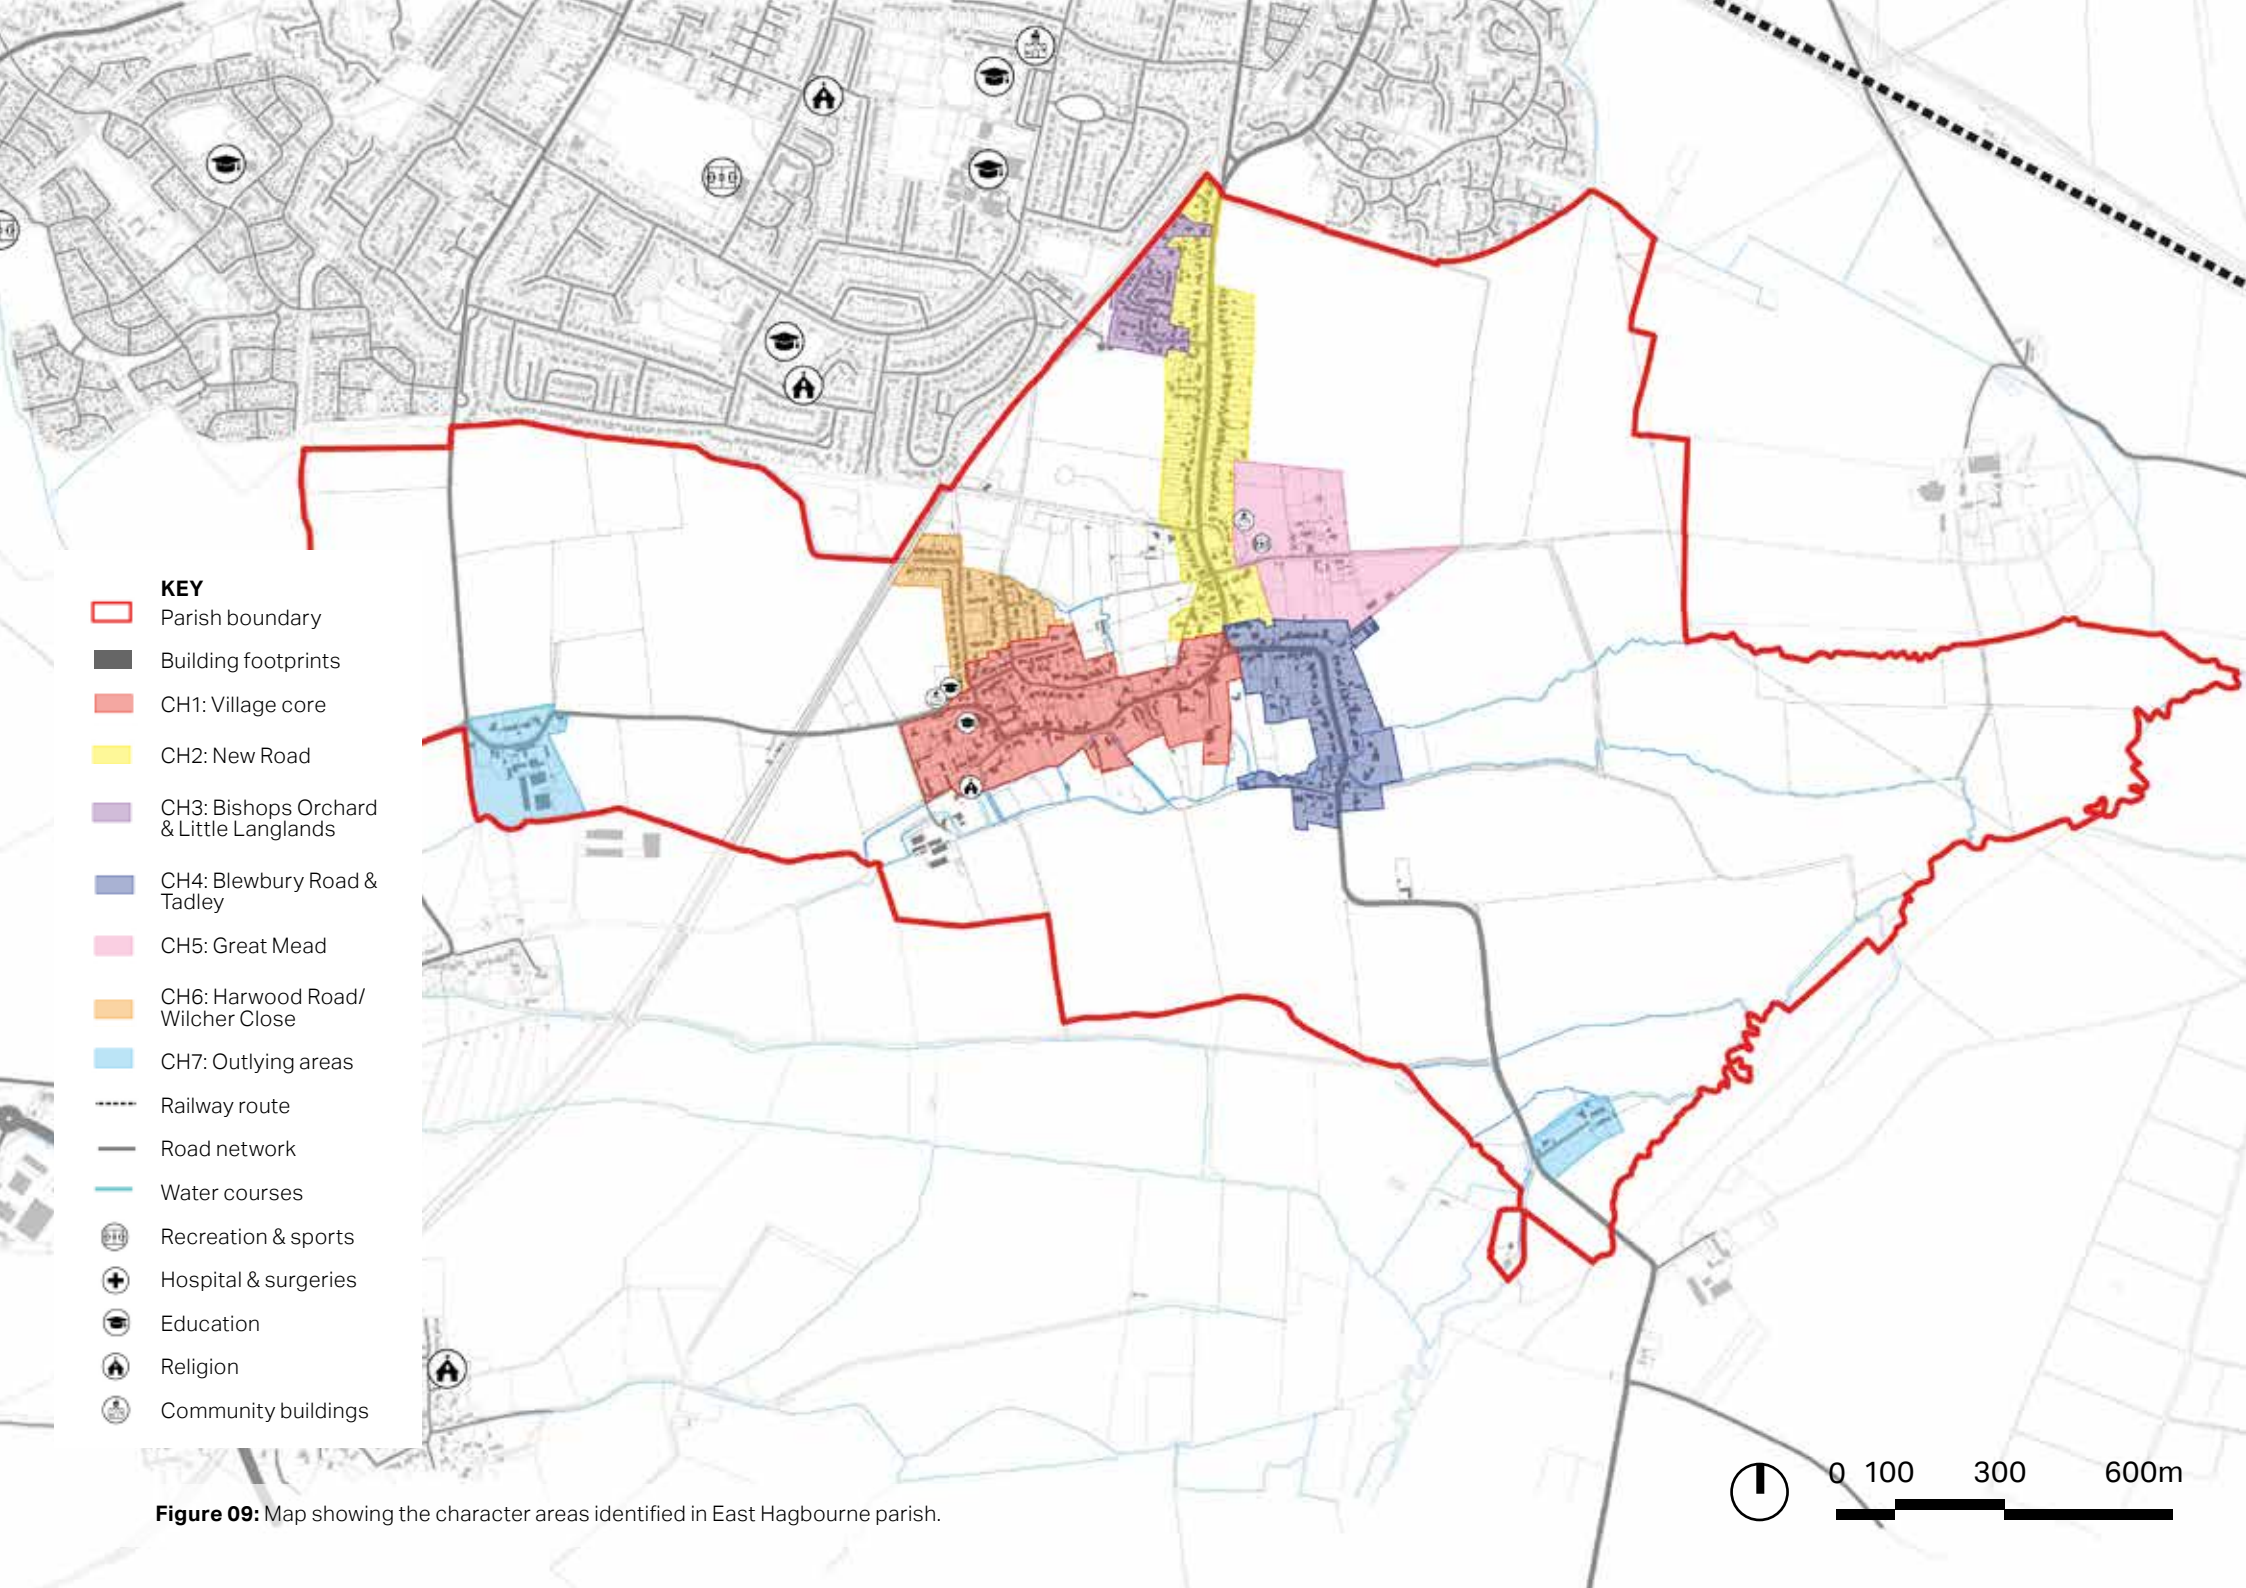 KEY
Parish boundary
Building footprints
CH1: Village core
CH2: New Road
CH3: Bishops Orchard
& Little Langlands
CH4: Blewbury Road &
Tadley
CH5: Great Mead
CH6: Harwood Road/
Wilcher Close
CH7: Outlying areas
Railway route
Road network
Water courses
Recreation & sports
Hospital & surgeries
Education
Religion
Community buildings
0 100 300 600m
Figure 09: Map showing the character areas identified in East Hagbourne parish.